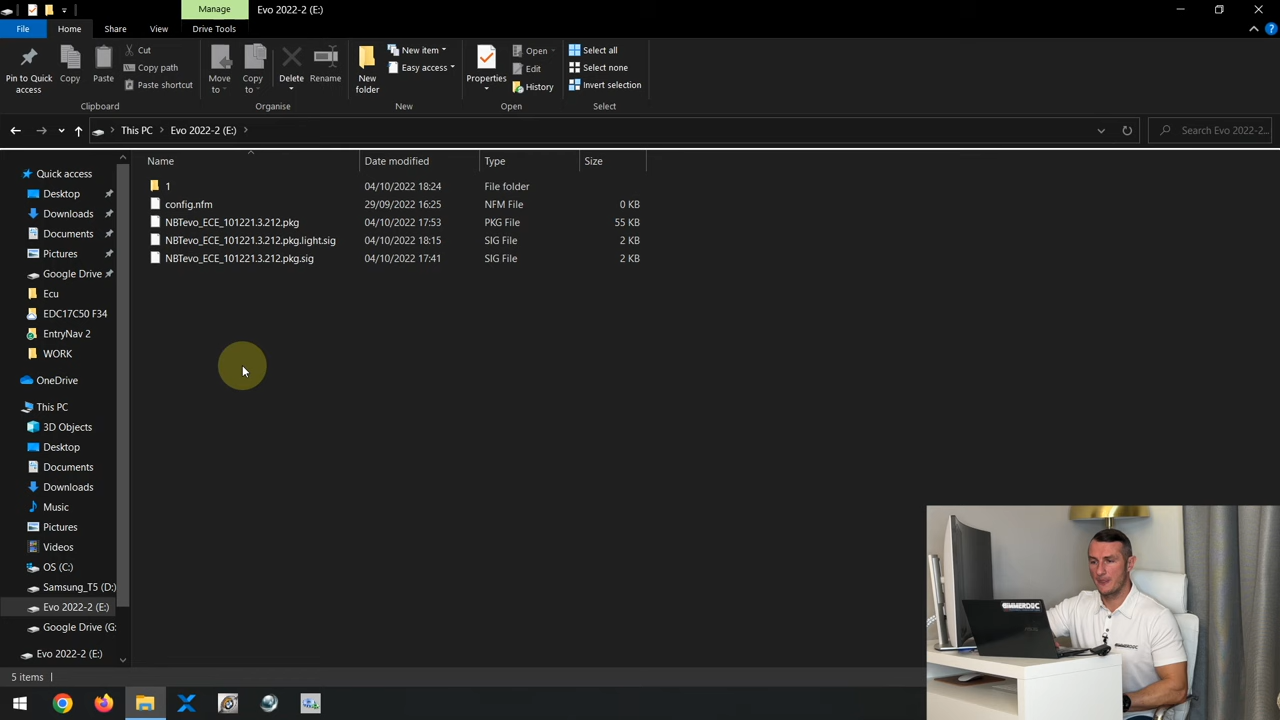 Manage
Evo 2022-2 (E:)
File
Home
Share
View
Drive Tools
Pin to Quick access
Copy
Paste
Cut
Copy path
Paste shortcut
Clipboard
Move to
Copy to
Delete
Rename
Organise
New folder
New item
Easy access
New
Properties
Open
Edit
History
Open
Select all
Select none
Invert selection
Select
This PC
Evo 2022-2 (E:)
Search Evo 2022-2...
Name
Date modified
Type
Size
1
04/10/2022 18:24
File folder
config.nfm
29/09/2022 16:25
NFM File
0 KB
NBTevo_ECE_101221.3.212.pkg
04/10/2022 17:53
PKG File
55 KB
NBTevo_ECE_101221.3.212.pkg.light.sig
04/10/2022 18:15
SIG File
2 KB
NBTevo_ECE_101221.3.212.pkg.sig
04/10/2022 17:41
SIG File
2 KB
Quick access
Desktop
Downloads
Documents
Pictures
Google Drive
Ecu
EDC17C50 F34
EntryNav 2
WORK
OneDrive
This PC
3D Objects
Desktop
Documents
Downloads
Music
Pictures
Videos
OS (C:)
Samsung_T5 (D:)
Evo 2022-2 (E:)
Google Drive (G:
Evo 2022-2 (E:)
5 items
BIMMERDOC